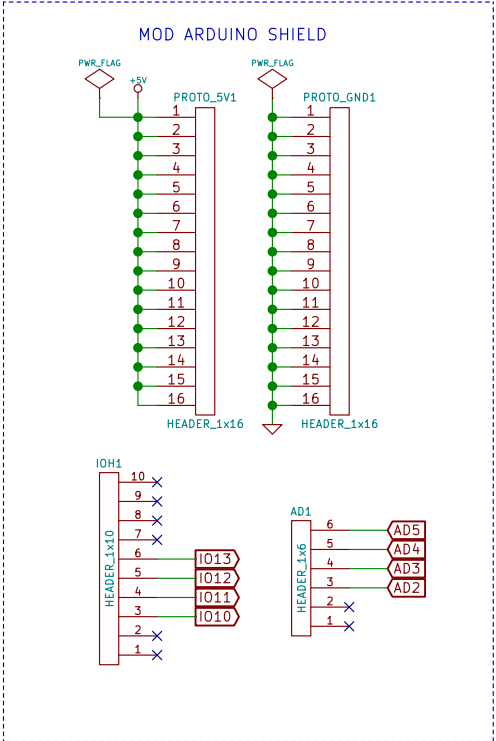 MOD ARDUINO SHIELD
PWR_FLAG
+5V
PROTO_5V1
1
2
3
4
5
6
7
8
9
10
11
12
13
14
15
16
HEADER_1x16
PWR_FLAG
PROTO_GND1
1
2
3
4
5
6
7
8
9
10
11
12
13
14
15
16
HEADER_1x16
IOH1
HEADER_1x10
10
9
8
7
6 IO13
5 IO12
4 IO11
3 IO10
2
1
AD1
HEADER_1x6
6 AD5
5 AD4
4 AD3
3 AD2
2
1